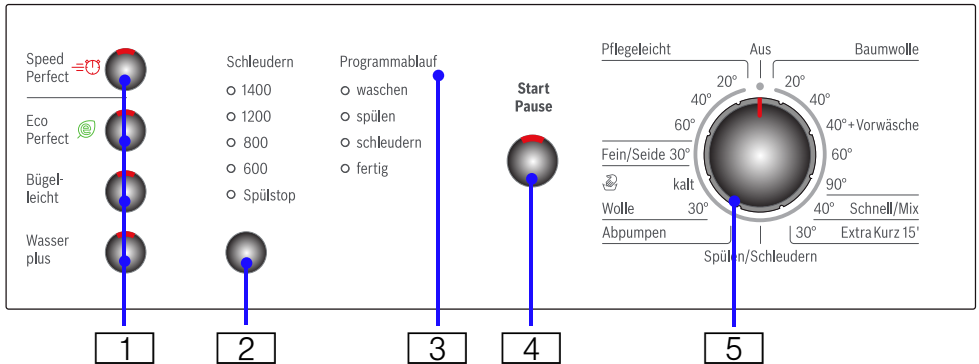 Speed
Perfect
Eco
Perfect
Bügel-
leicht
Wasser
plus
Schleudern
1400
1200
800
600
Spülstop
Programmablauf
waschen
spülen
schleudern
fertig
Start
Pause
Pflegeleicht
Aus
Baumwolle
20°
20°
40°
40°
60°
40°+Vorwäsche
Fein/Seide 30°
60°
kalt
90°
Wolle 30°
40° Schnell/Mix
Abpumpen
30° Extra Kurz 15'
Spülen/Schleudern
1
2
3
4
5